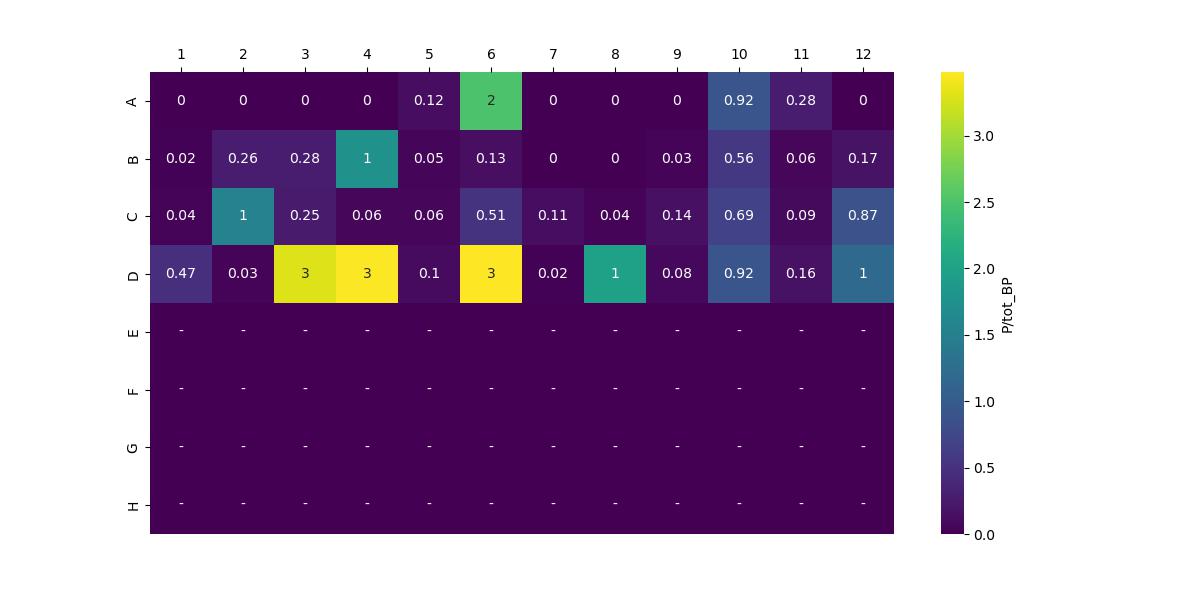 1 2 3 4 5 6 7 8 9 10 11 12
A 0 0 0 0 0.12 2 0 0 0 0.92 0.28 0
B 0.02 0.26 0.28 1 0.05 0.13 0 0 0.03 0.56 0.06 0.17
C 0.04 1 0.25 0.06 0.06 0.51 0.11 0.04 0.14 0.69 0.09 0.87
D 0.47 0.03 3 3 0.1 3 0.02 1 0.08 0.92 0.16 1
E - - - - - - - - - - - -
F - - - - - - - - - - - -
G - - - - - - - - - - - -
H - - - - - - - - - - - -
3.0
2.5
2.0
1.5
1.0
0.5
0.0
P/tot_BP